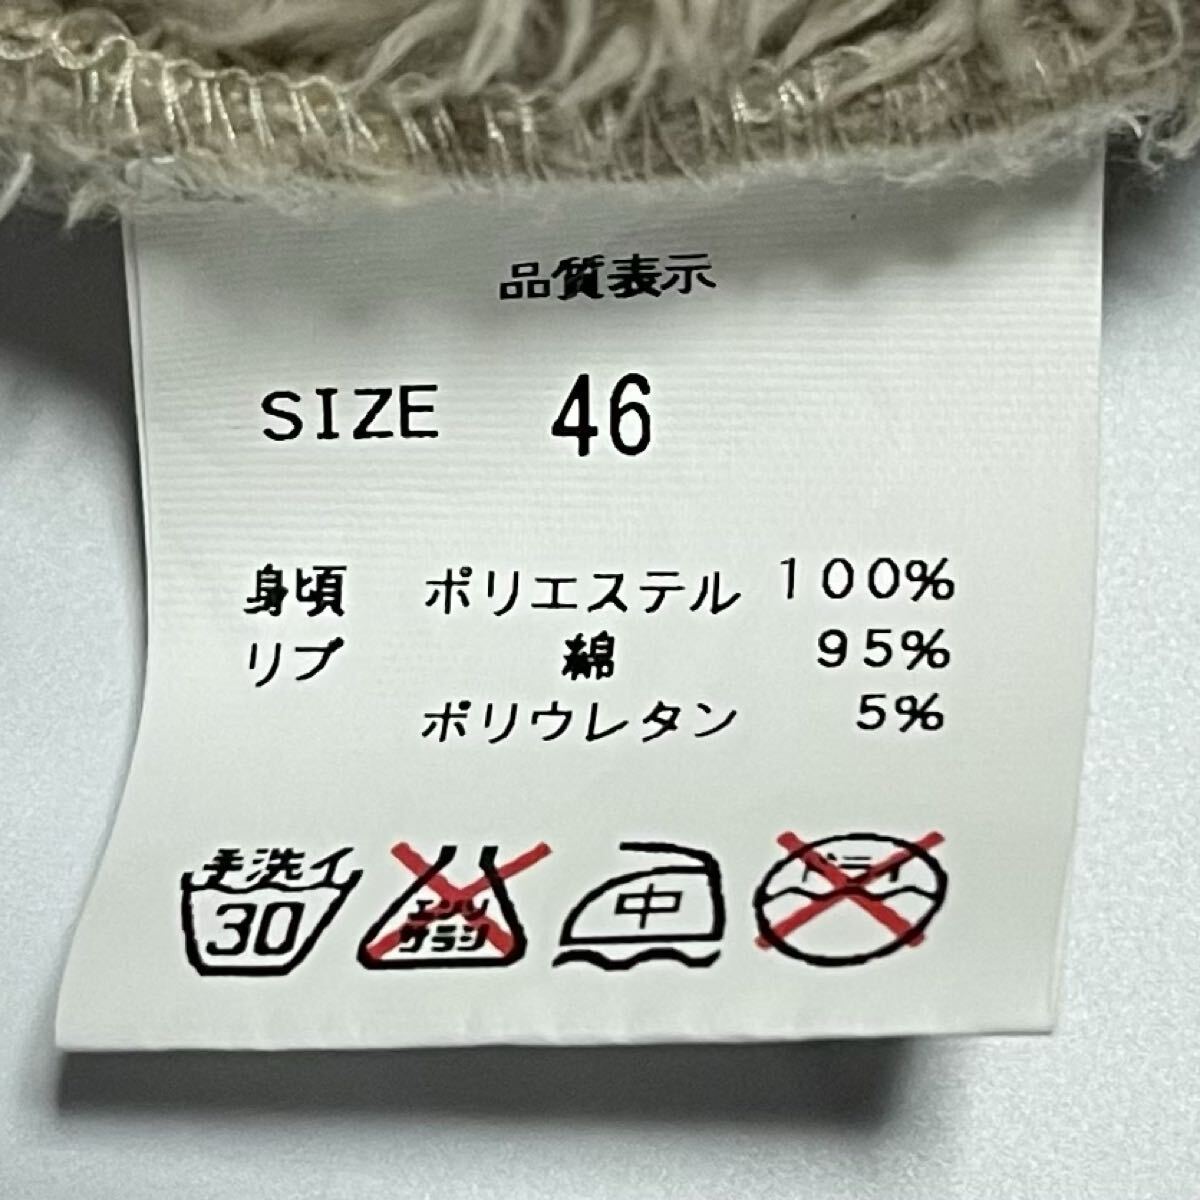 品質表示
SIZE 46
身頃 ポリエステル 100%
リブ 綿 95%
ポリウレタン 5%
手洗イ 30
エンソサラシ
中
ドライ